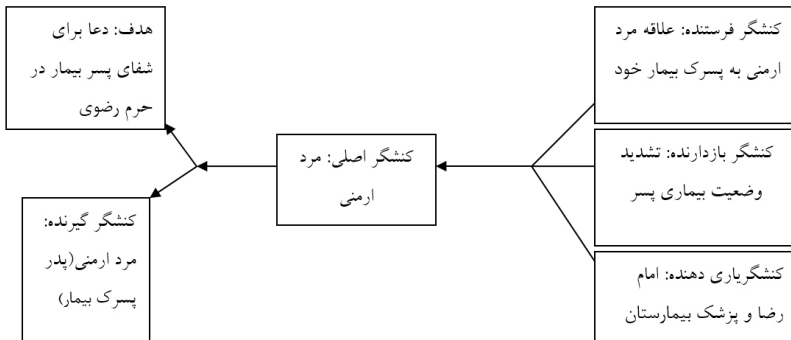 کنشگر فرستنده: علاقه مرد
ارمنی به پسرک بیمار خود
کنشگر بازدارنده: تشدید
وضعیت بیماری پسر
کنشگریاری دهنده: امام
رضا و پزشک بیمارستان
کنشگر اصلی: مرد
ارمنی
هدف: دعا برای
شفای پسر بیمار در
حرم رضوی
کنشگر گیرنده:
مرد ارمنی(پدر
پسرک بیمار)